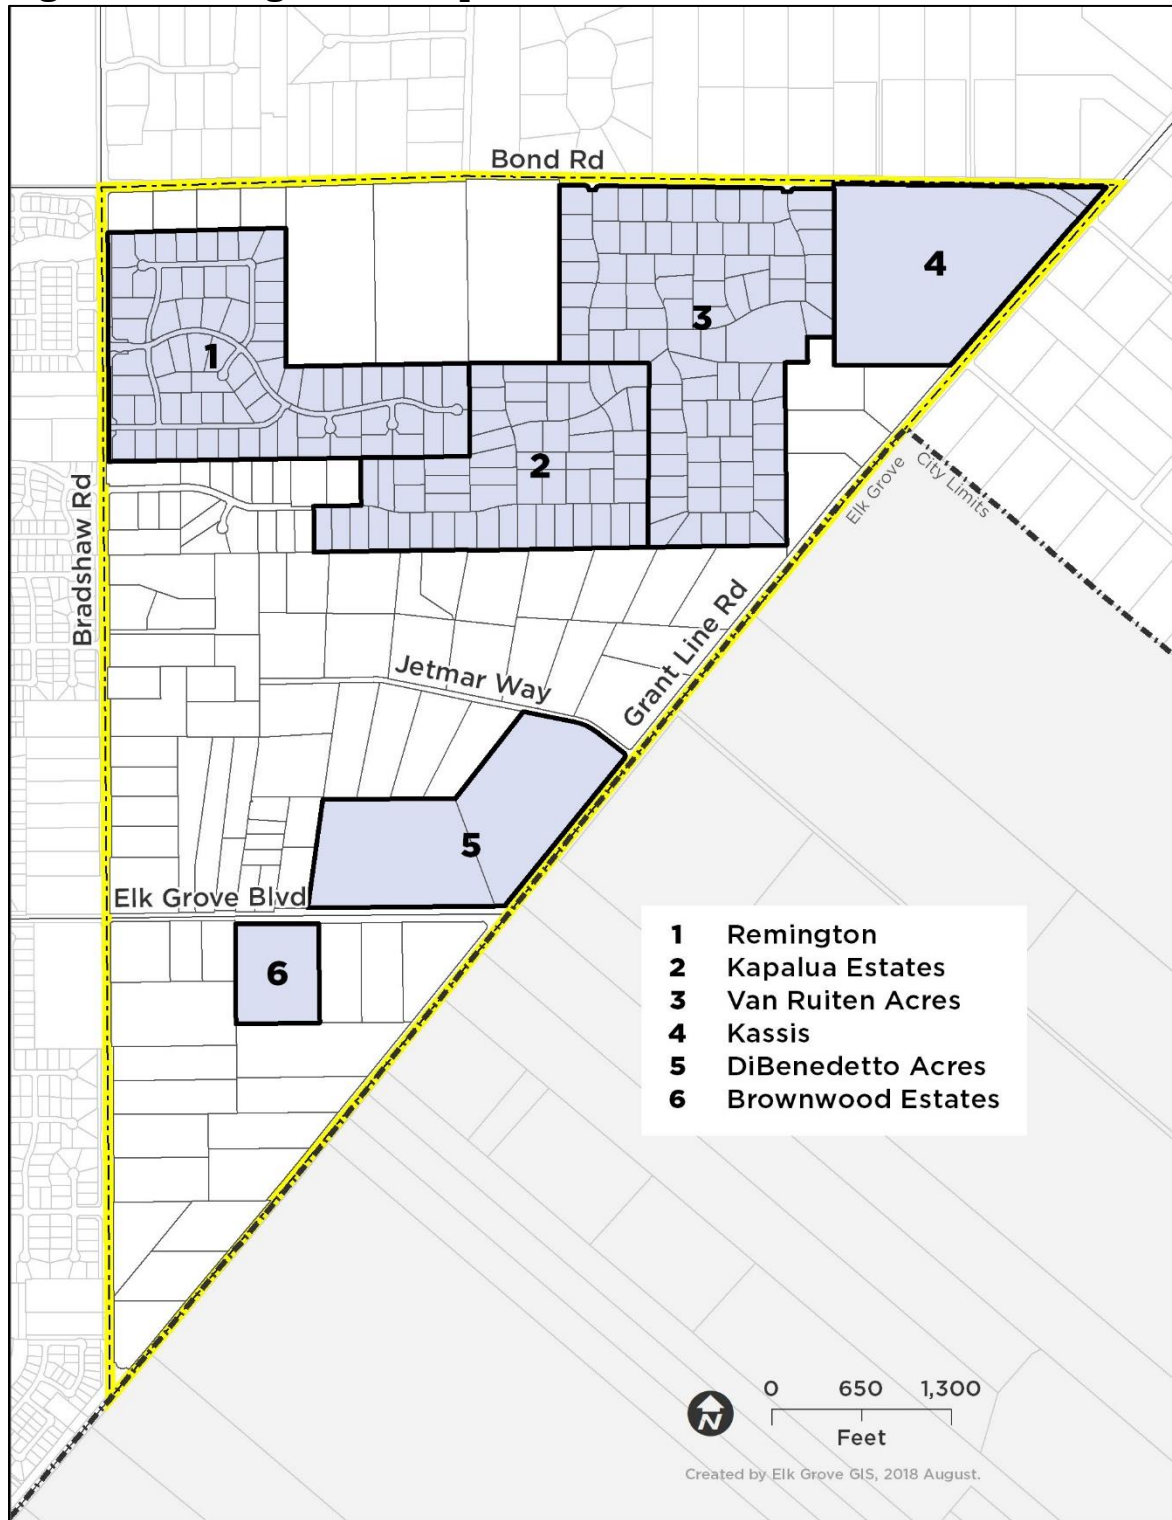 Bond Rd
4
3
1
2
Bradshaw Rd
Elk Grove
City Limits
Grant Line Rd
Jetmar Way
5
Elk Grove Blvd
6
1 Remington
2 Kapalua Estates
3 Van Ruiten Acres
4 Kassis
5 DiBenedetto Acres
6 Brownwood Estates
N
0 650 1,300
Feet
Created by Elk Grove GIS, 2018 August.